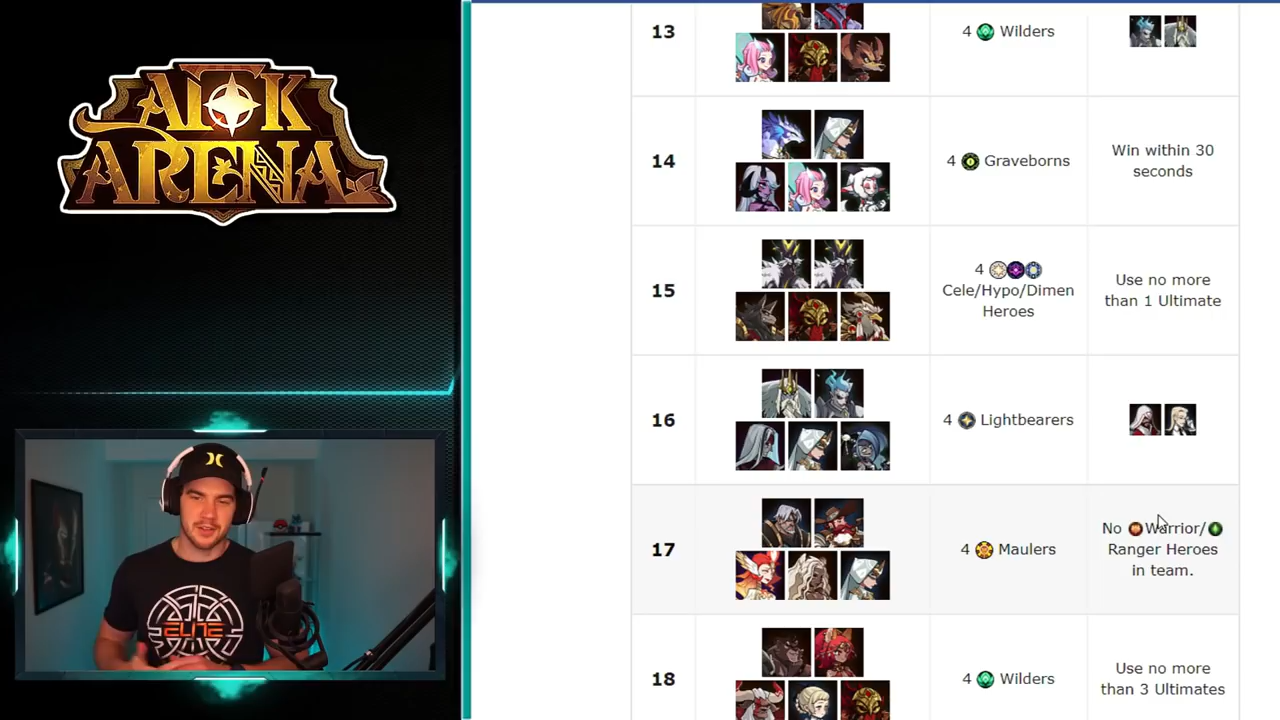 AFK
ARENA
ELITE
13
4 Wilders
14
4 Graveborns
Win within 30
seconds
15
4
Cele/Hypo/Dimen
Heroes
Use no more
than 1 Ultimate
16
4 Lightbearers
17
4 Maulers
No Warrior/
Ranger Heroes
in team.
18
4 Wilders
Use no more
than 3 Ultimates